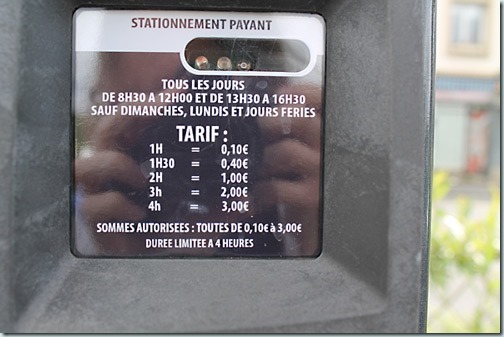 STATIONNEMENT PAYANT
TOUS LES JOURS
DE 8H30 A 12H00 ET DE 13H30 A 16H30
SAUF DIMANCHES, LUNDIS ET JOURS FERIES
TARIF :
1H = 0,10€
1H30 = 0,40€
2H = 1,00€
3h = 2,00€
4h = 3,00€
SOMMES AUTORISEES : TOUTES DE 0,10€ à 3,00€
DUREE LIMITEE A 4 HEURES